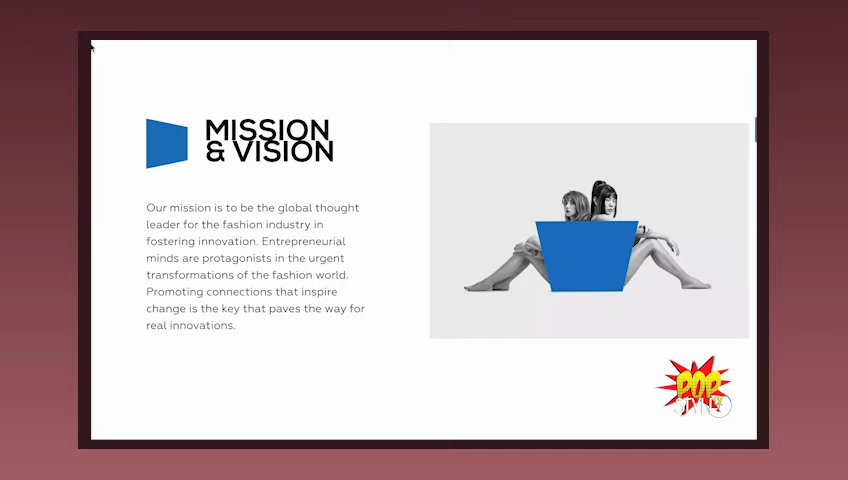 MISSION
& VISION
Our mission is to be the global thought
leader for the fashion industry in
fostering innovation. Entrepreneurial
minds are protagonists in the urgent
transformations of the fashion world.
Promoting connections that inspire
change is the key that paves the way for
real innovations.
POP